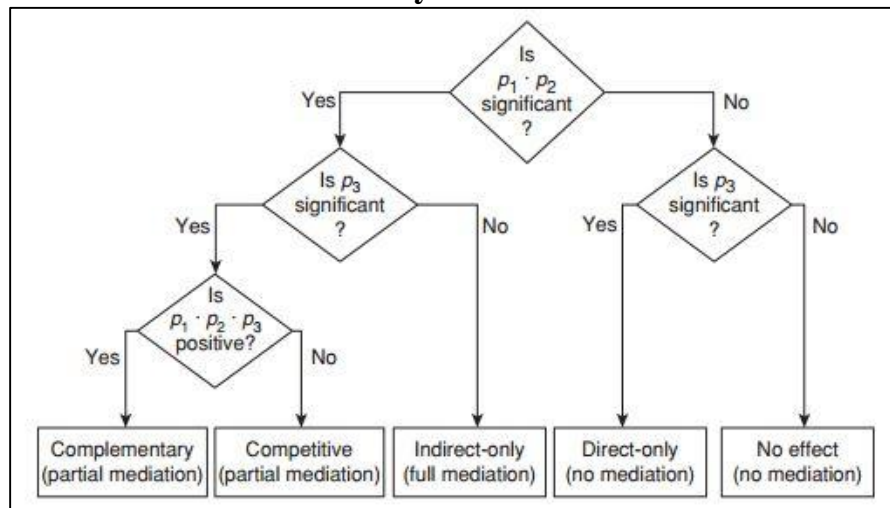 Is
p₁ · p₂
significant
?
Yes
No
Is p₃
significant
?
Is p₃
significant
?
Yes
No
Yes
No
Is
p₁ · p₂ · p₃
positive?
Yes
No
Complementary
(partial mediation)
Competitive
(partial mediation)
Indirect-only
(full mediation)
Direct-only
(no mediation)
No effect
(no mediation)